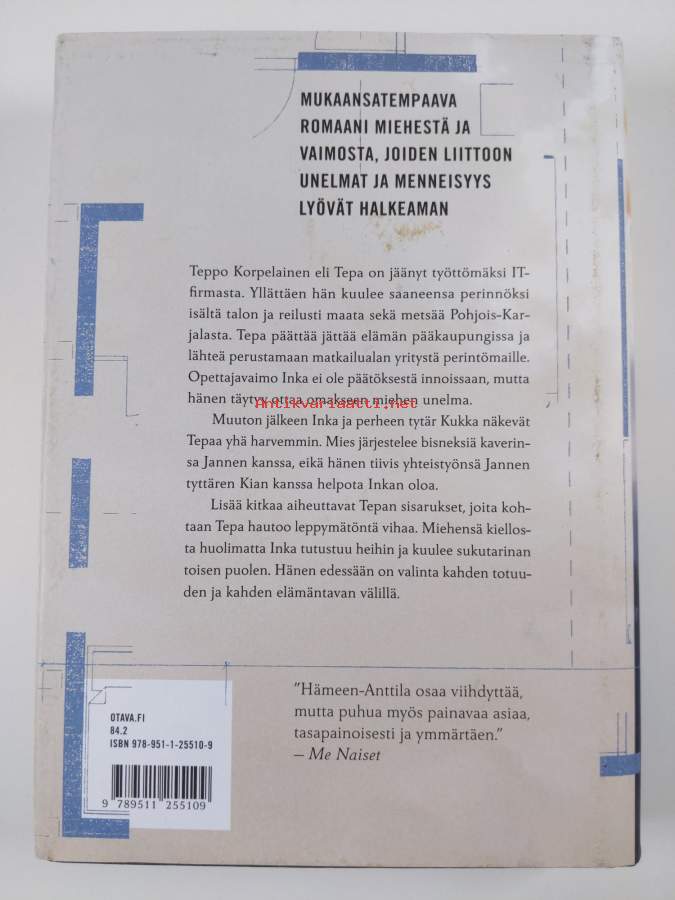 MUKAANSATEMPAAVA
ROMAANI MIEHESTÄ JA
VAIMOSTA, JOIDEN LIITTOON
UNELMAT JA MENNEISYYS
LYÖVÄT HALKEAMAN
Teppo Korpelainen eli Tepa on jäänyt työttömäksi IT-
firmasta. Yllättäen hän kuulee saaneensa perinnöksi
isältä talon ja reilusti maata sekä metsää Pohjois-Kar-
jalasta. Tepa päättää jättää elämän pääkaupungissa ja
lähteä perustamaan matkailualan yritystä perintömaille.
Opettajavaimo Inka ei ole päätöksestä innoissaan, mutta
hänen täytyy ottaa omakseen miehen unelma.
Antikvariaatti.net
Muuton jälkeen Inka ja perheen tytär Kukka näkevät
Tepaa yhä harvemmin. Mies järjestelee bisneksiä kaverin-
sa Jannen kanssa, eikä hänen tiivis yhteistyönsä Jannen
tyttären Kian kanssa helpota Inkan oloa.
Lisää kitkaa aiheuttavat Tepan sisarukset, joita koh-
taan Tepa hautoo leppymätöntä vihaa. Miehensä kiellos-
ta huolimatta Inka tutustuu heihin ja kuulee sukutarinan
toisen puolen. Hänen edessään on valinta kahden totuu-
den ja kahden elämäntavan välillä.
"Hämeen-Anttila osaa viihdyttää,
mutta puhua myös painavaa asiaa,
tasapainoisesti ja ymmärtäen."
– Me Naiset
OTAVA.FI
84.2
ISBN 978-951-1-25510-9
9 789511 255109